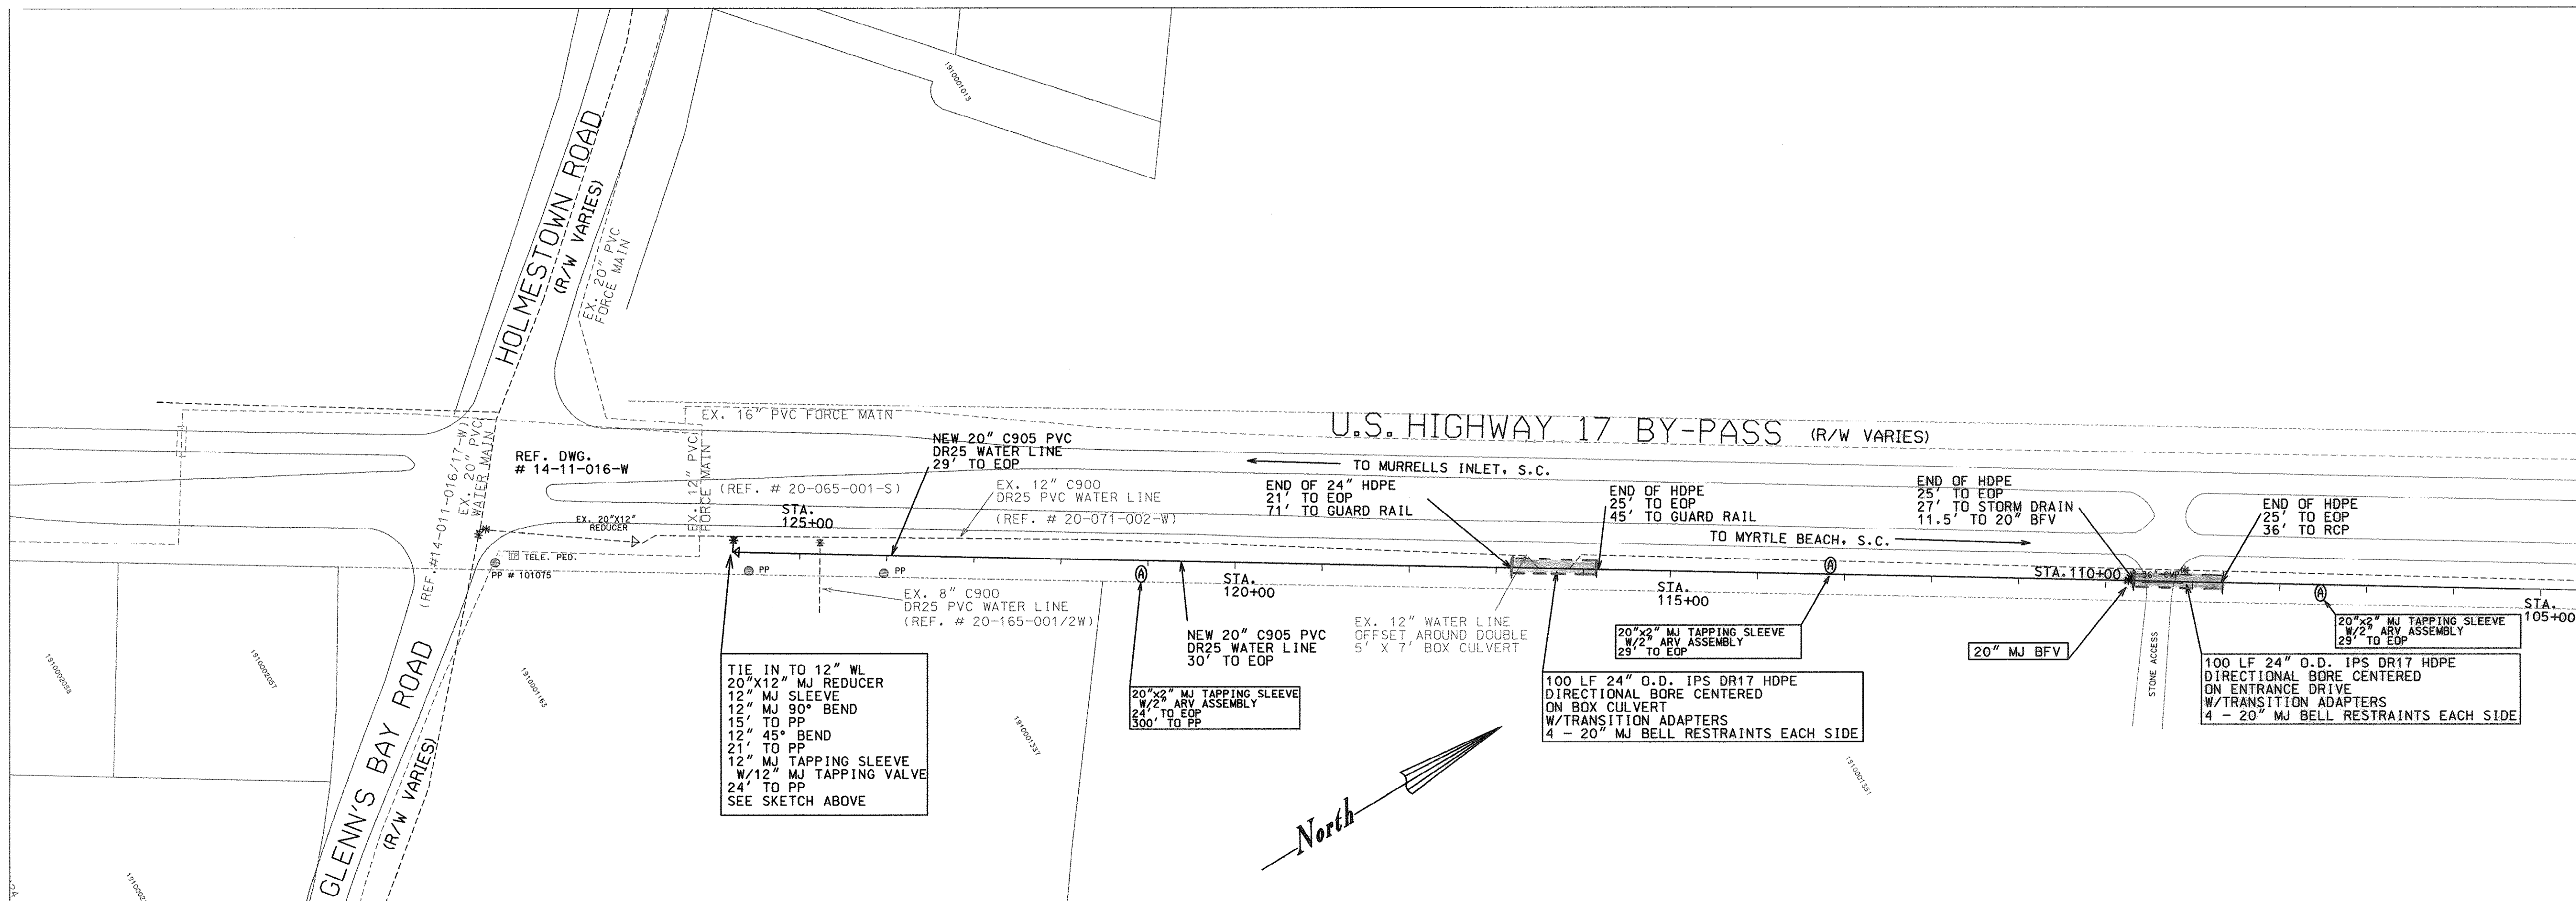 1910001013
HOLMESTOWN ROAD
(R/W VARIES)
EX. 20" PVC
FORCE MAIN
EX. 16" PVC FORCE MAIN
U.S. HIGHWAY 17 BY-PASS (R/W VARIES)
(REF. #14-011-016/17-W)
EX. 20" PVC
WATER MAIN
REF. DWG.
# 14-11-016-W
EX. 12" PVC
FORCE MAIN
(REF. # 20-065-001-S)
NEW 20" C905 PVC
DR25 WATER LINE
29' TO EOP
EX. 12" C900
DR25 PVC WATER LINE
(REF. # 20-071-002-W)
TO MURRELLS INLET, S.C.
END OF 24" HDPE
21' TO EOP
71' TO GUARD RAIL
END OF HDPE
25' TO EOP
45' TO GUARD RAIL
END OF HDPE
25' TO EOP
27' TO STORM DRAIN
11.5' TO 20" BFV
END OF HDPE
25' TO EOP
36' TO RCP
STA.
125+00
EX. 20"X12"
REDUCER
TO MYRTLE BEACH, S.C.
TELE. PED.
PP # 101075
PP
PP
A
STA.
120+00
A
STA.
115+00
STA.110+00
36" CMP
A
STA.
105+00
EX. 8" C900
DR25 PVC WATER LINE
(REF. # 20-165-001/2W)
NEW 20" C905 PVC
DR25 WATER LINE
30' TO EOP
EX. 12" WATER LINE
OFFSET AROUND DOUBLE
5' X 7' BOX CULVERT
20"x2" MJ TAPPING SLEEVE
W/2" ARV ASSEMBLY
29' TO EOP
20" MJ BFV
STONE ACCESS
20"x2" MJ TAPPING SLEEVE
W/2" ARV ASSEMBLY
29' TO EOP
TIE IN TO 12" WL
20"X12" MJ REDUCER
12" MJ SLEEVE
12" MJ 90° BEND
15' TO PP
12" 45° BEND
21' TO PP
12" MJ TAPPING SLEEVE
W/12" MJ TAPPING VALVE
24' TO PP
SEE SKETCH ABOVE
20"x2" MJ TAPPING SLEEVE
W/2" ARV ASSEMBLY
24' TO EOP
300' TO PP
100 LF 24" O.D. IPS DR17 HDPE
DIRECTIONAL BORE CENTERED
ON BOX CULVERT
W/TRANSITION ADAPTERS
4 - 20" MJ BELL RESTRAINTS EACH SIDE
100 LF 24" O.D. IPS DR17 HDPE
DIRECTIONAL BORE CENTERED
ON ENTRANCE DRIVE
W/TRANSITION ADAPTERS
4 - 20" MJ BELL RESTRAINTS EACH SIDE
1910002058
1910002057
1910001163
1910001337
1910001351
GLENN'S BAY ROAD
(R/W VARIES)
North